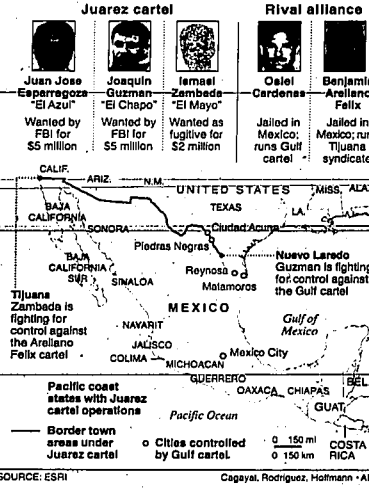 Juarez cartel
Rival alliance
Juan Jose
Esparragoza
"El Azul"
Wanted by
FBI for
$5 million
Joaquin
Guzman
"El Chapo"
Wanted by
FBI for
$5 million
Ismael
Zambada
"El Mayo"
Wanted as
fugitive for
$2 million
Osiel
Cardenas
Jailed in
Mexico;
runs Gulf
cartel
Benjami
Arellano
Felix
Jailed in
Mexico; run
Tijuana
syndicate
CALIF.
ARIZ.
N.M.
UNITED STATES
MISS.
ALA
TEXAS
LA.
BAJA
CALIFORNIA
SONORA
Ciudad Acuna
Piedras Negras
BAJA
CALIFORNIA
SUR
SINALOA
Reynosa
Matamoros
Nuevo Laredo
Guzman is fighting
for control against
the Gulf cartel
Tijuana
Zambada is
fighting for
control against
the Arellano
Felix cartel
MEXICO
NAYARIT
Gulf of
Mexico
JALISCO
COLIMA
MICHOACAN
Mexico City
GUERRERO
OAXACA
CHIAPAS
BEL
GUAT.
Pacific coast
states with Juarez
cartel operations
Pacific Ocean
Border town
areas under
Juarez cartel
Cities controlled
by Gulf cartel
0 150 mi
0 150 km
COSTA
RICA
SOURCE: ESRI
Cagayat, Rodriguez, Hoffmann • A